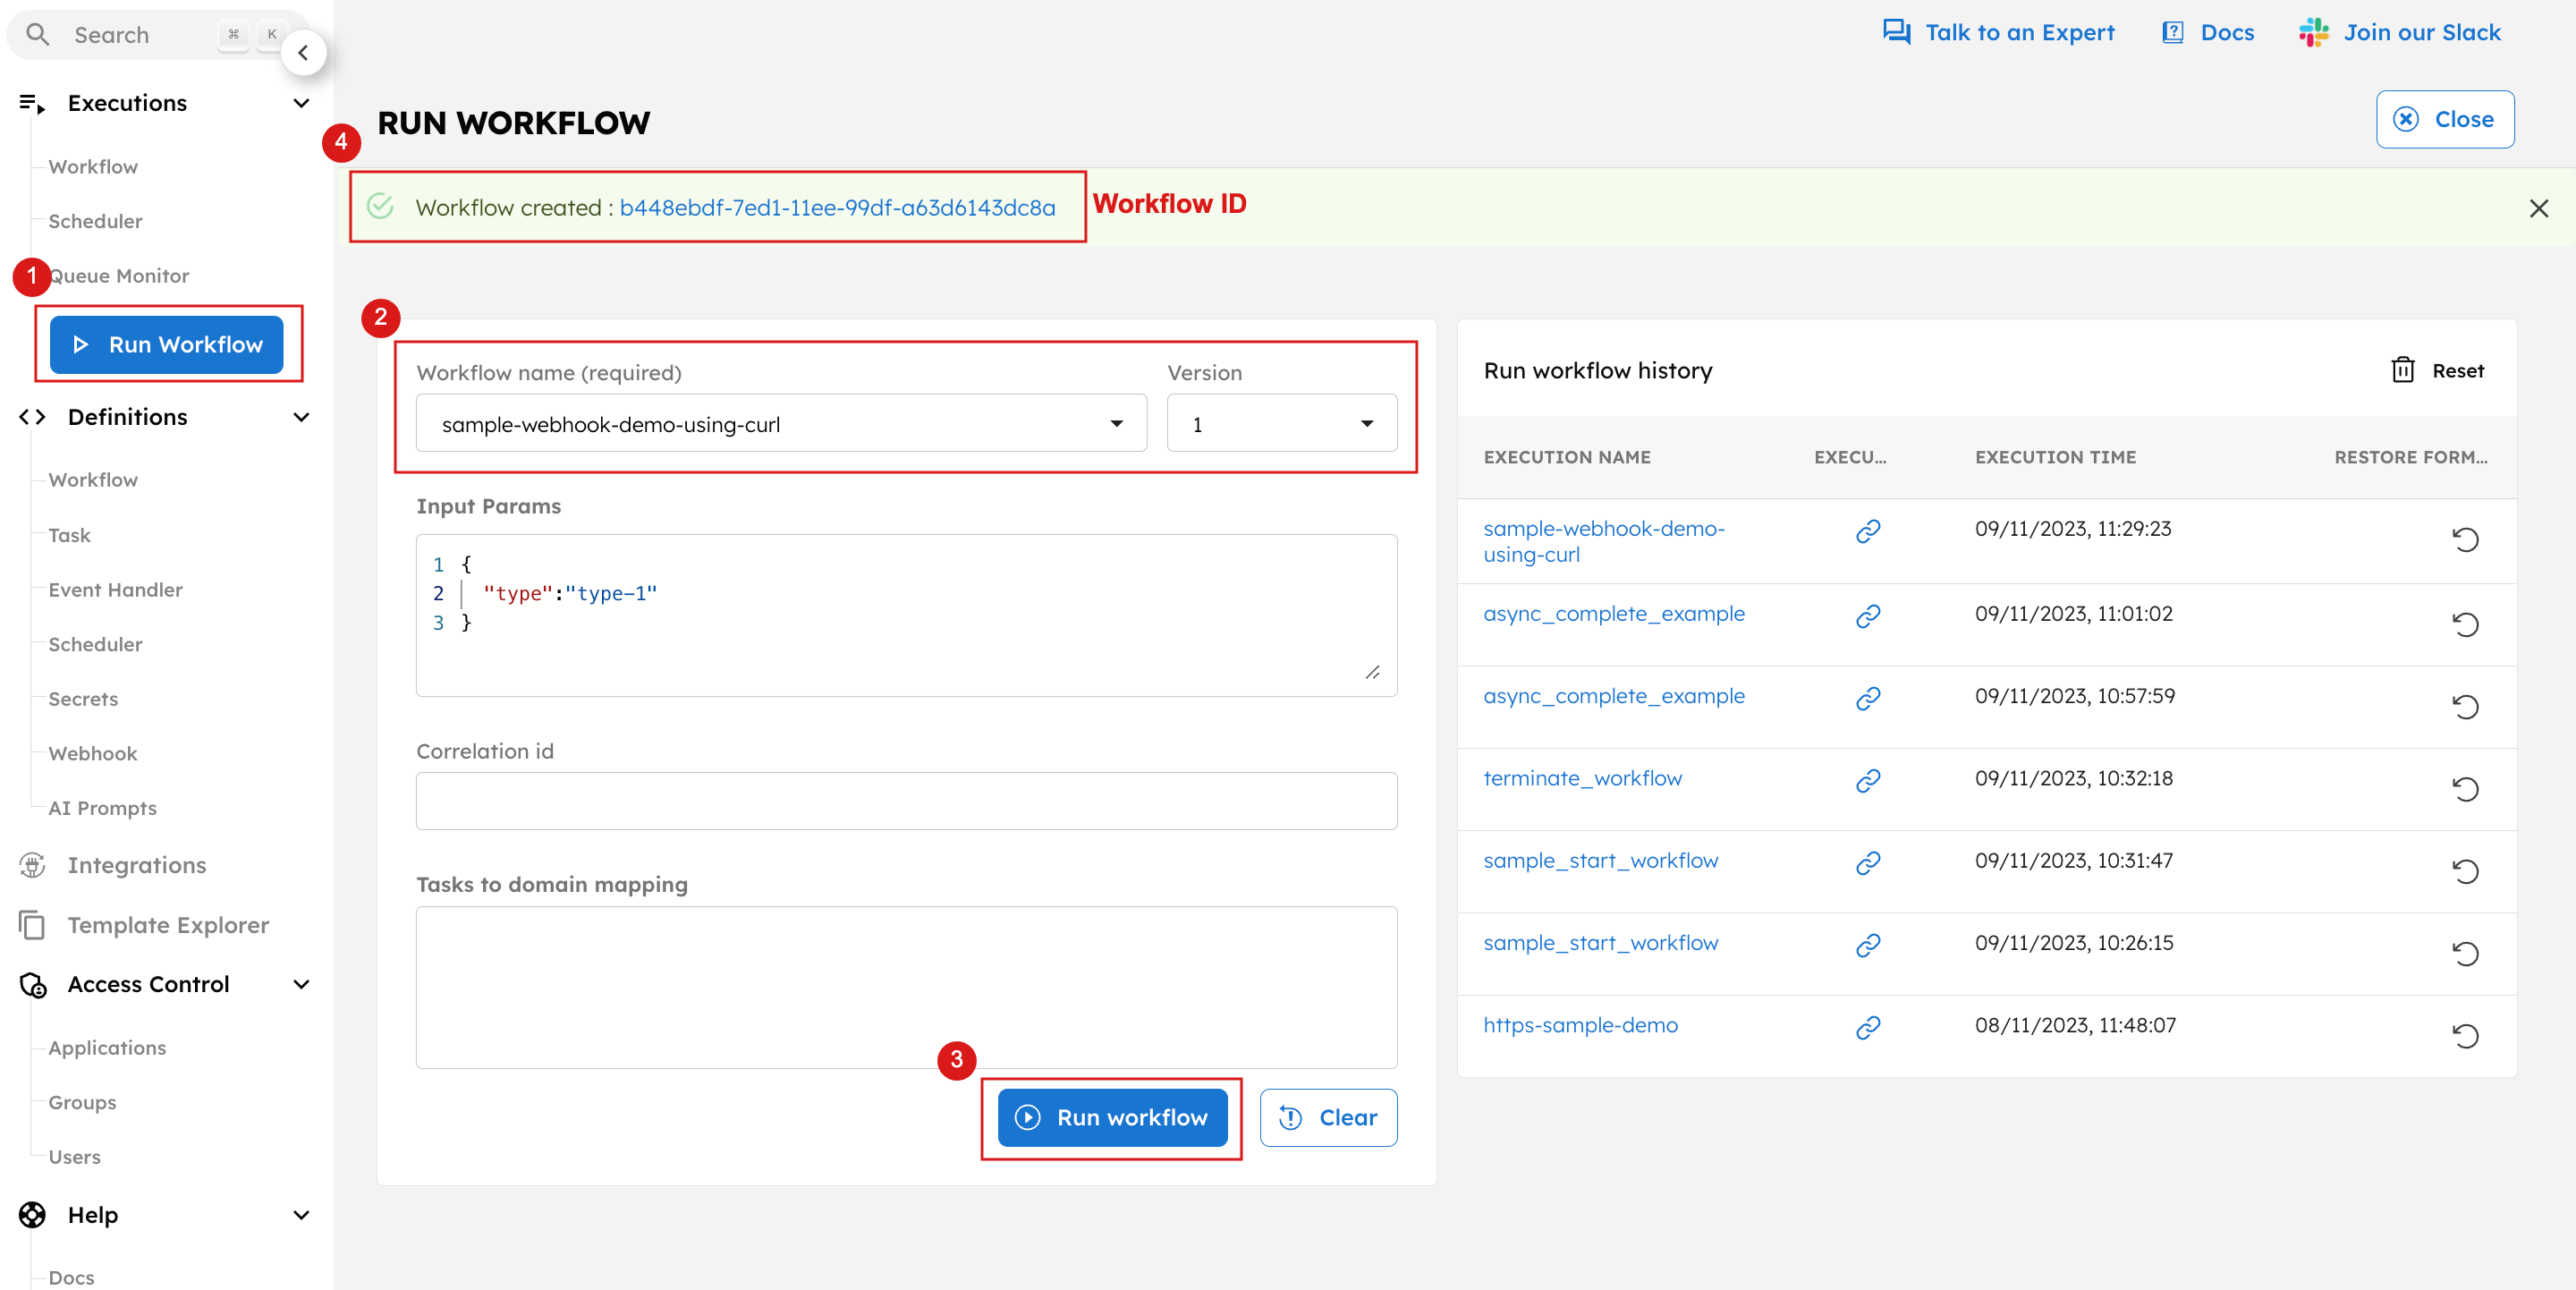 Search ⌘ K
Talk to an Expert
Docs
Join our Slack
Executions
Workflow
Scheduler
1
Queue Monitor
Run Workflow
Definitions
Workflow
Task
Event Handler
Scheduler
Secrets
Webhook
AI Prompts
Integrations
Template Explorer
Access Control
Applications
Groups
Users
Help
Docs
RUN WORKFLOW
Close
4
Workflow created : b448ebdf-7ed1-11ee-99df-a63d6143dc8a
Workflow ID
2
Workflow name (required)
Version
sample-webhook-demo-using-curl
1
Input Params
1 {
2 "type":"type-1"
3 }
Correlation id
Tasks to domain mapping
3
Run workflow
Clear
Run workflow history
Reset
EXECUTION NAME EXECU... EXECUTION TIME RESTORE FORM...
sample-webhook-demo- 09/11/2023, 11:29:23
using-curl
async_complete_example 09/11/2023, 11:01:02
async_complete_example 09/11/2023, 10:57:59
terminate_workflow 09/11/2023, 10:32:18
sample_start_workflow 09/11/2023, 10:31:47
sample_start_workflow 09/11/2023, 10:26:15
https-sample-demo 08/11/2023, 11:48:07